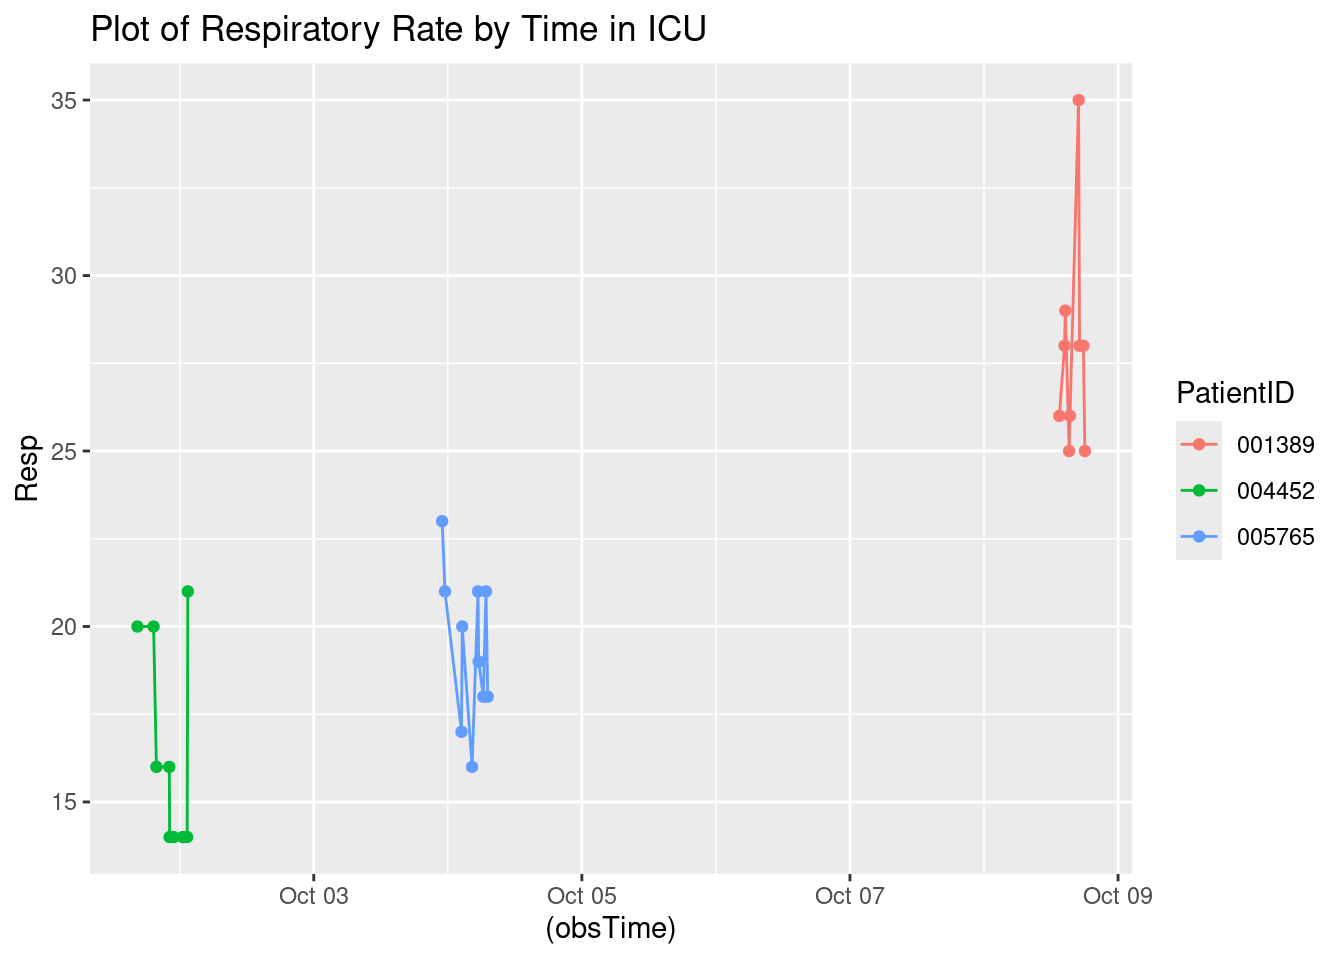 Plot of Respiratory Rate by Time in ICU
35
30
25
20
15
Resp
Oct 03
Oct 05
Oct 07
Oct 09
(obsTime)
PatientID
001389
004452
005765